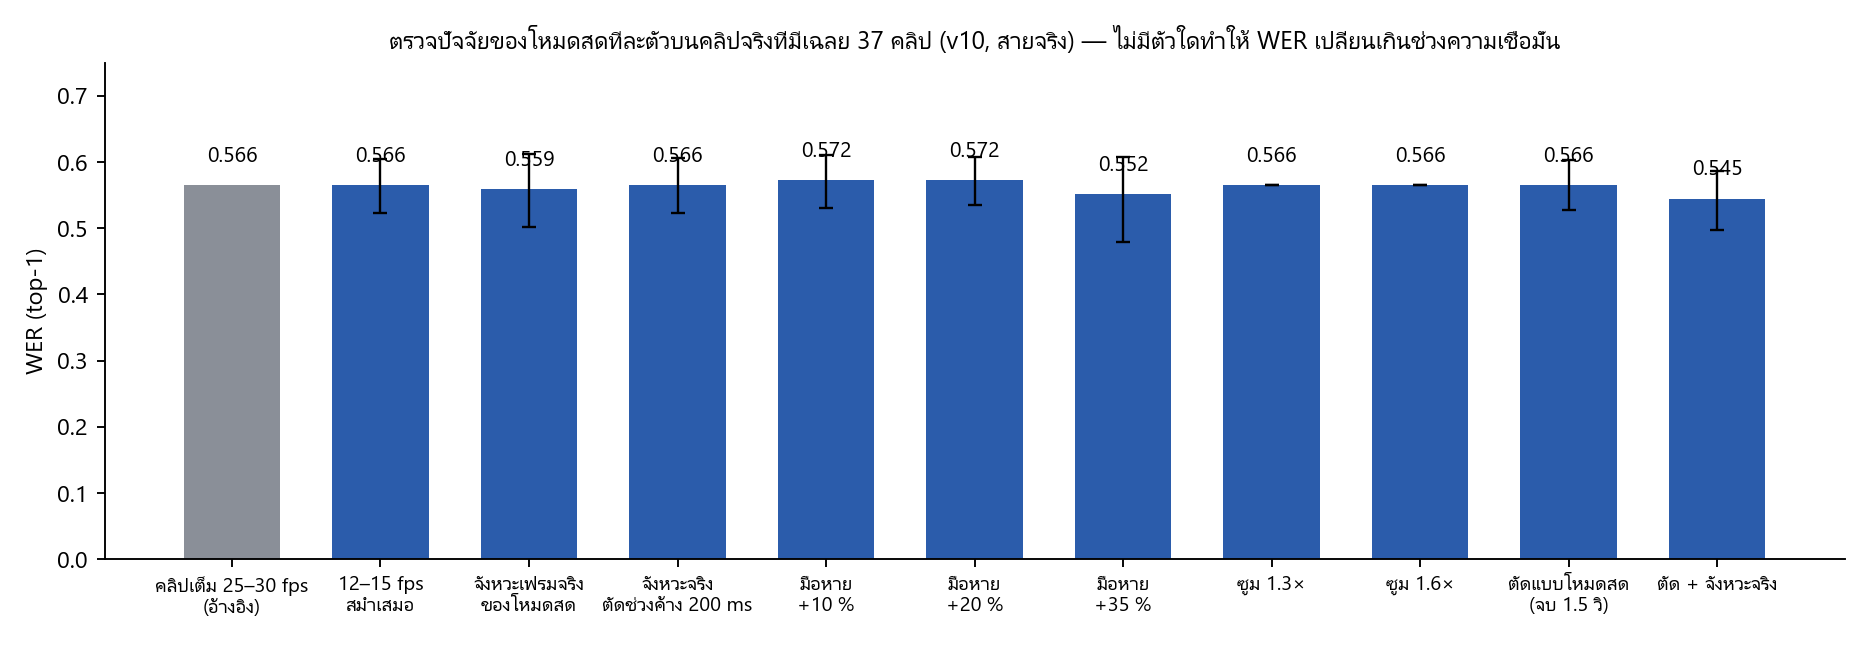 ตรวจปัจจัยของโหมดสดทีละตัวบนคลิปจริงที่มีเฉลย 37 คลิป (v10, สายจริง) — ไม่มีตัวใดทำให้ WER เปลี่ยนเกินช่วงความเชื่อมั่น
WER (top-1)
0.7
0.6
0.5
0.4
0.3
0.2
0.1
0.0
0.566
0.566
0.559
0.566
0.572
0.572
0.552
0.566
0.566
0.566
0.545
คลิปเต็ม 25–30 fps
(อ้างอิง)
12–15 fps
สม่ำเสมอ
จังหวะเฟรมจริง
ของโหมดสด
จังหวะจริง
ตัดช่วงค้าง 200 ms
มือหาย
+10 %
มือหาย
+20 %
มือหาย
+35 %
ซูม 1.3×
ซูม 1.6×
ตัดแบบโหมดสด
(จบ 1.5 วิ)
ตัด + จังหวะจริง